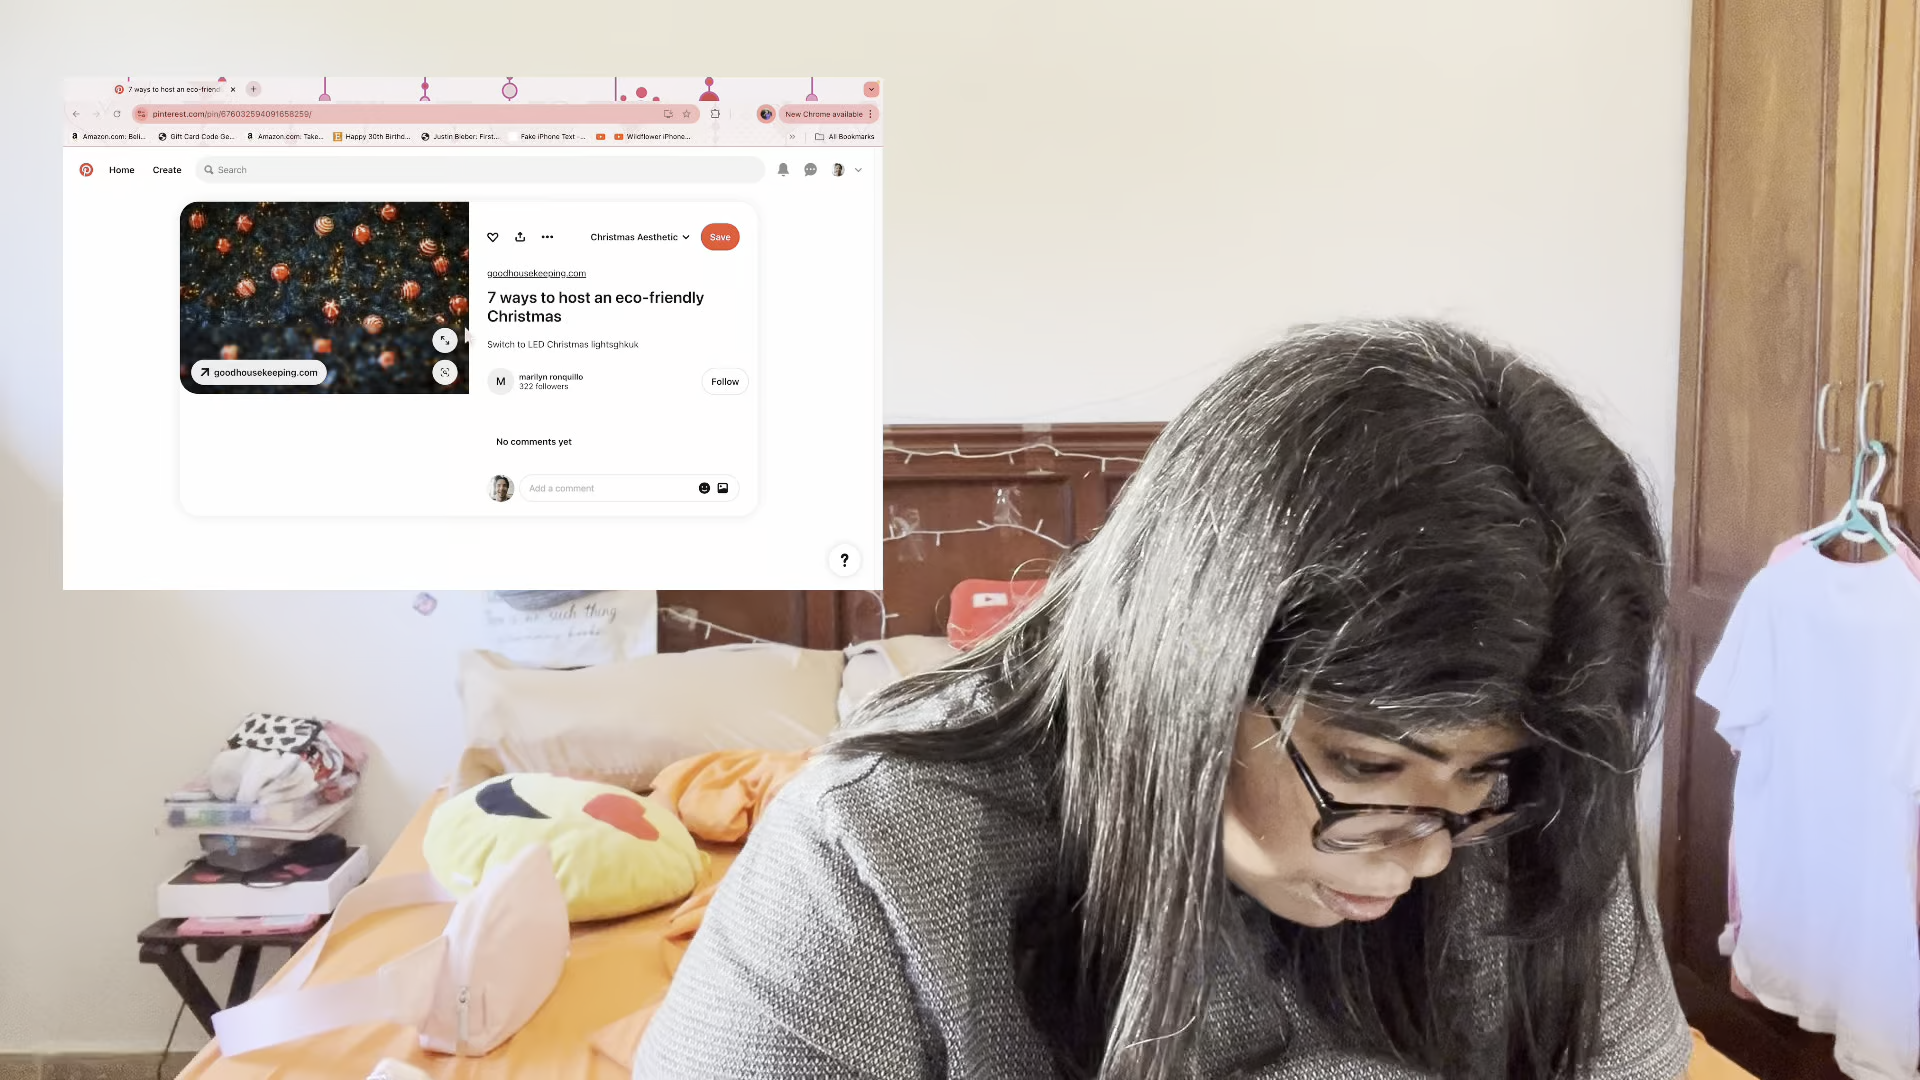 7 ways to host an eco-friend
pinterest.com/pin/676032594091656259/
New Chrome available
Amazon.com: Beli...
Gift Card Code Ge...
Amazon.com: Take...
Happy 30th Birthd...
Justin Bieber: First...
Fake iPhone Text -...
Wildflower iPhone...
»
All Bookmarks
Home
Create
Search
Christmas Aesthetic
Save
goodhousekeeping.com
7 ways to host an eco-friendly
Christmas
Switch to LED Christmas lightsghkuk
goodhousekeeping.com
M
marilyn ronquillo
322 followers
Follow
No comments yet
Add a comment
?
such thing